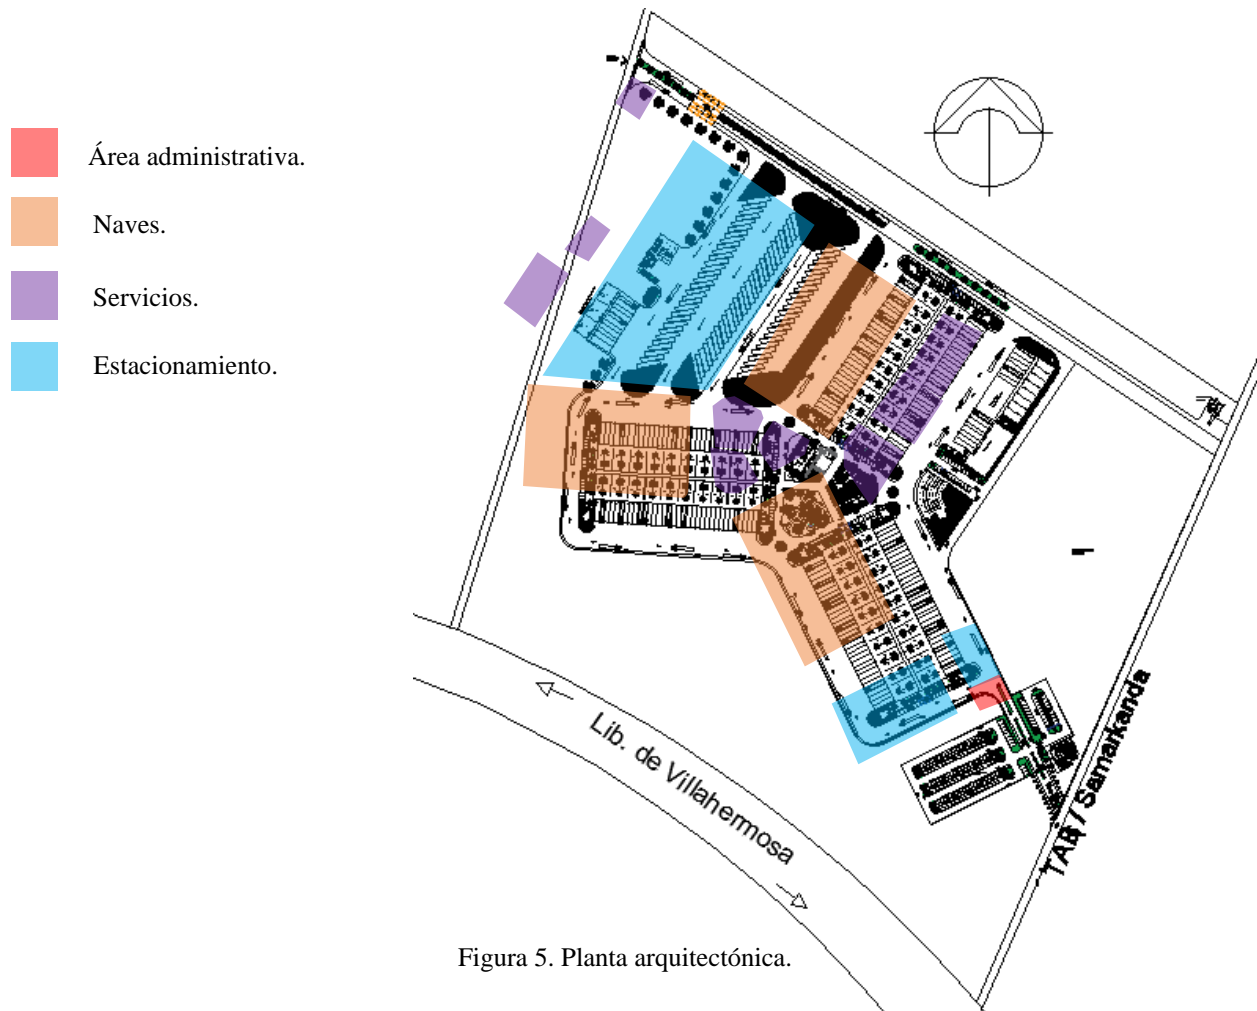 Área administrativa.
Naves.
Servicios.
Estacionamiento.
Lib. de Villahermosa
TAB / Samarkanda
Figura 5. Planta arquitectónica.